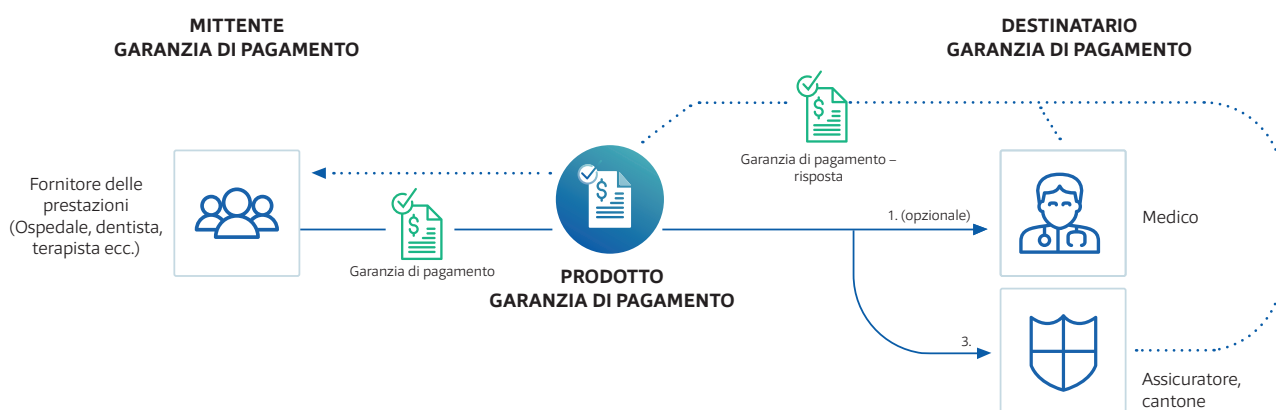 MITTENTE
GARANZIA DI PAGAMENTO
DESTINATARIO
GARANZIA DI PAGAMENTO
$
Garanzia di pagamento –
risposta
Fornitore delle
prestazioni
(Ospedale, dentista,
terapista ecc.)
$
Garanzia di pagamento
$
PRODOTTO
GARANZIA DI PAGAMENTO
1. (opzionale)
Medico
3.
Assicuratore,
cantone